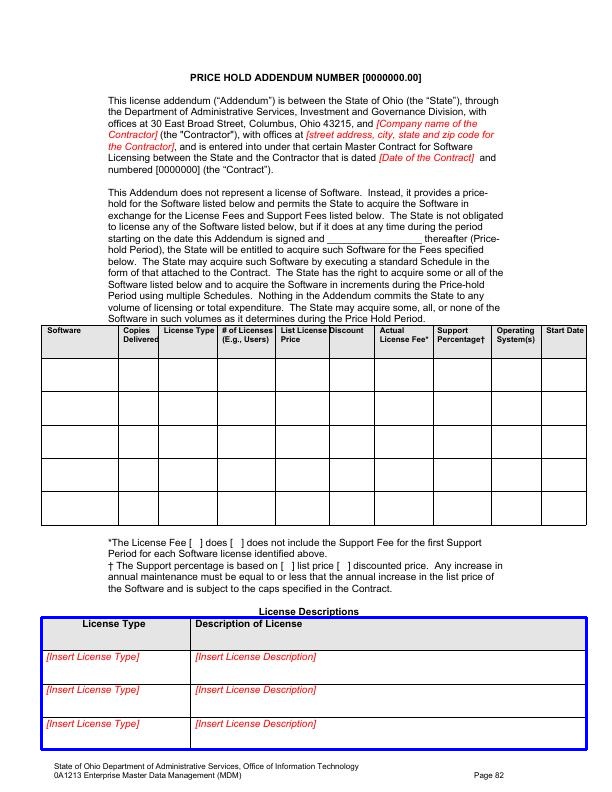 PRICE HOLD ADDENDUM NUMBER [0000000.00]
This license addendum (“Addendum”) is between the State of Ohio (the “State”), through
the Department of Administrative Services, Investment and Governance Division, with
offices at 30 East Broad Street, Columbus, Ohio 43215, and [Company name of the
Contractor] (the "Contractor"), with offices at [street address, city, state and zip code for
the Contractor], and is entered into under that certain Master Contract for Software
Licensing between the State and the Contractor that is dated [Date of the Contract] and
numbered [0000000] (the “Contract”).
This Addendum does not represent a license of Software. Instead, it provides a price-
hold for the Software listed below and permits the State to acquire the Software in
exchange for the License Fees and Support Fees listed below. The State is not obligated
to license any of the Software listed below, but if it does at any time during the period
starting on the date this Addendum is signed and _________________ thereafter (Price-
hold Period), the State will be entitled to acquire such Software for the Fees specified
below. The State may acquire such Software by executing a standard Schedule in the
form of that attached to the Contract. The State has the right to acquire some or all of the
Software listed below and to acquire the Software in increments during the Price-hold
Period using multiple Schedules. Nothing in the Addendum commits the State to any
volume of licensing or total expenditure. The State may acquire some, all, or none of the
Software in such volumes as it determines during the Price Hold Period.
Software Copies License Type # of Licenses List License Discount Actual Support Operating Start Date
Delivered (E.g., Users) Price License Fee* Percentage† System(s)
*The License Fee [ ] does [ ] does not include the Support Fee for the first Support
Period for each Software license identified above.
† The Support percentage is based on [ ] list price [ ] discounted price. Any increase in
annual maintenance must be equal to or less that the annual increase in the list price of
the Software and is subject to the caps specified in the Contract.
License Descriptions
License Type Description of License
[Insert License Type] [Insert License Description]
[Insert License Type] [Insert License Description]
[Insert License Type] [Insert License Description]
State of Ohio Department of Administrative Services, Office of Information Technology
0A1213 Enterprise Master Data Management (MDM) Page 82